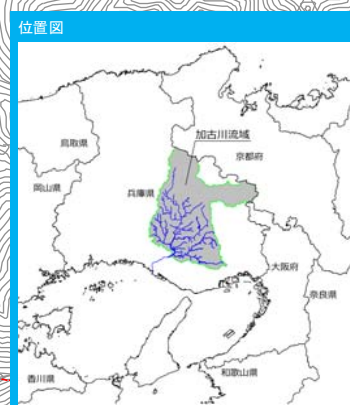 位置図
鳥取県
加古川流域
京都府
岡山県
兵庫県
大阪府
奈良県
香川県
和歌山県